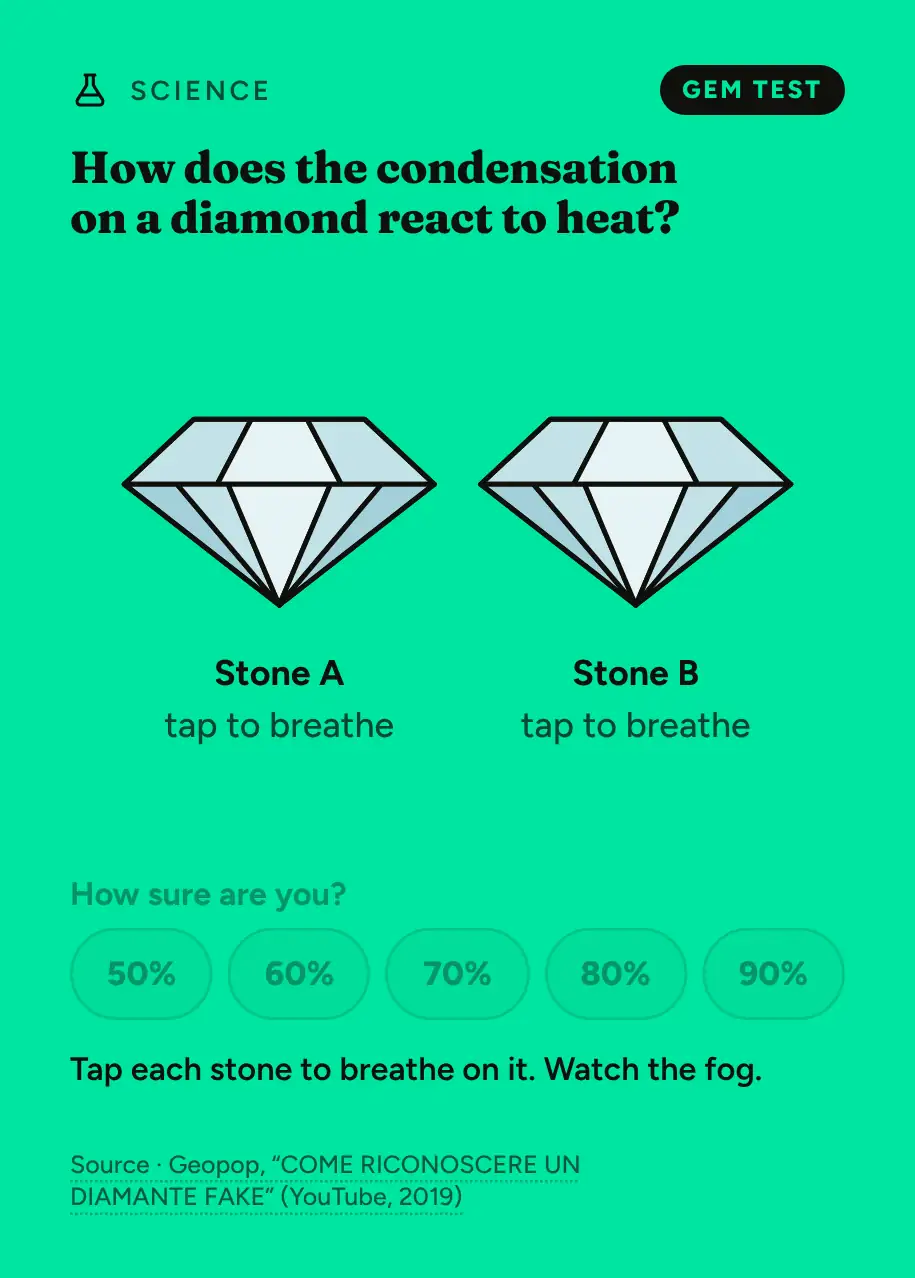 SCIENCE
GEM TEST
How does the condensation
on a diamond react to heat?
Stone A
Stone B
tap to breathe
tap to breathe
How sure are you?
50%
60%
70%
80%
90%
Tap each stone to breathe on it. Watch the fog.
Source · Geopop, “COME RICONOSCERE UN
DIAMANTE FAKE” (YouTube, 2019)